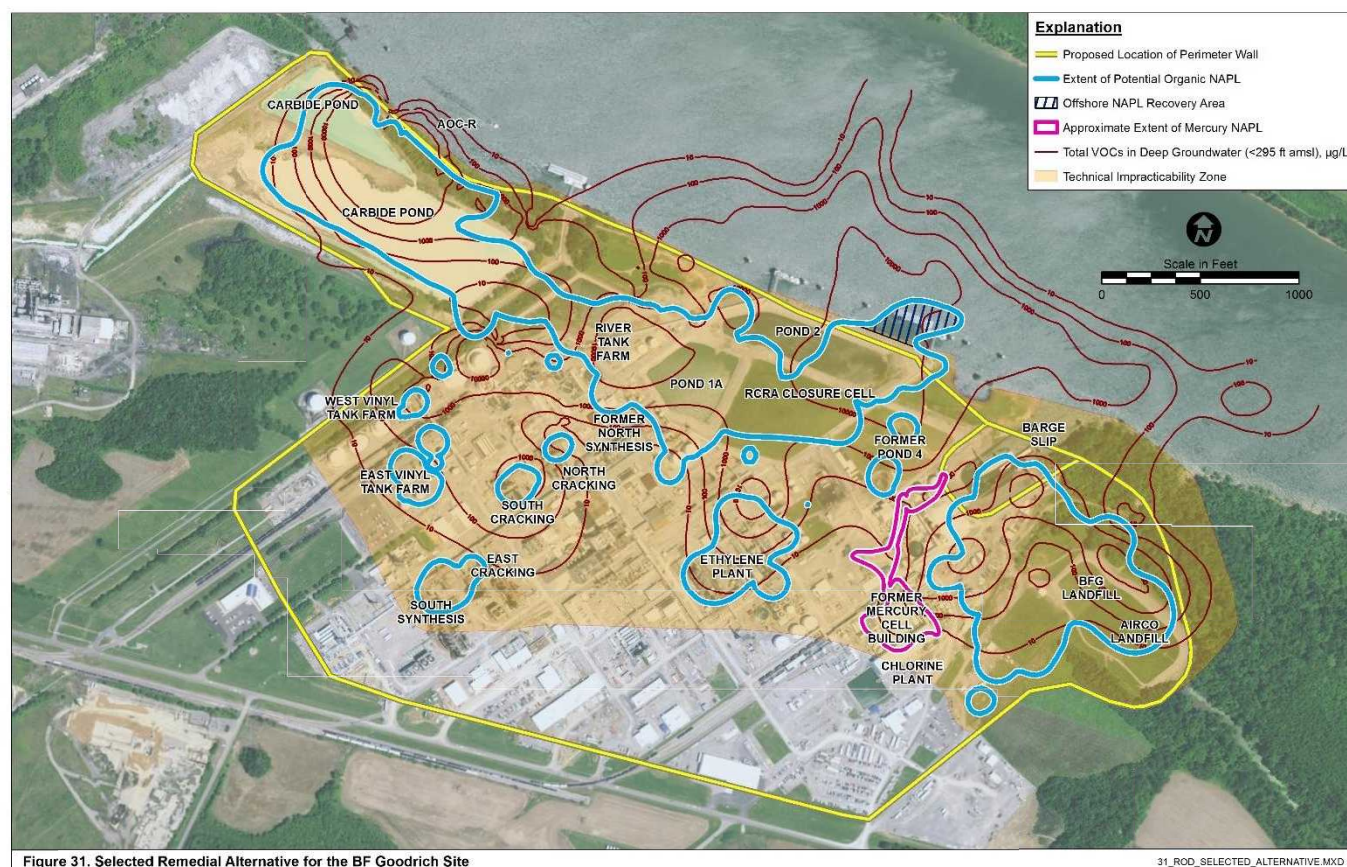 Explanation
Proposed Location of Perimeter Wall
Extent of Potential Organic NAPL
Offshore NAPL Recovery Area
Approximate Extent of Mercury NAPL
Total VOCs in Deep Groundwater (<295 ft amsl), µg/L
Technical Impracticability Zone
N
Scale in Feet
0 500 1000
CARBIDE POND
AOC-R
CARBIDE POND
RIVER
TANK
FARM
POND 2
POND 1A
RCRA CLOSURE CELL
WEST VINYL
TANK FARM
FORMER
NORTH
SYNTHESIS
FORMER
POND 4
BARGE
SLIP
EAST VINYL
TANK FARM
NORTH
CRACKING
SOUTH
CRACKING
EAST
CRACKING
ETHYLENE
PLANT
SOUTH
SYNTHESIS
FORMER
MERCURY
CELL
BUILDING
BFG
LANDFILL
AIRCO
LANDFILL
CHLORINE
PLANT
Figure 31. Selected Remedial Alternative for the BF Goodrich Site
31_ROD_SELECTED_ALTERNATIVE.MXD